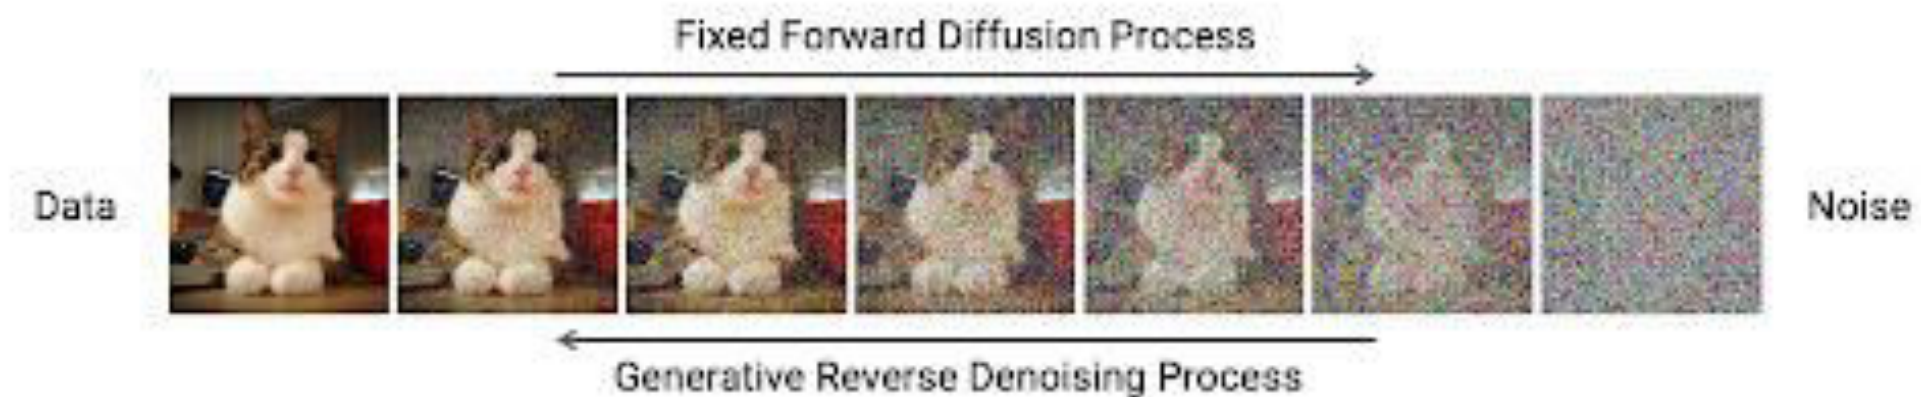 Fixed Forward Diffusion Process
Data
Noise
Generative Reverse Denoising Process